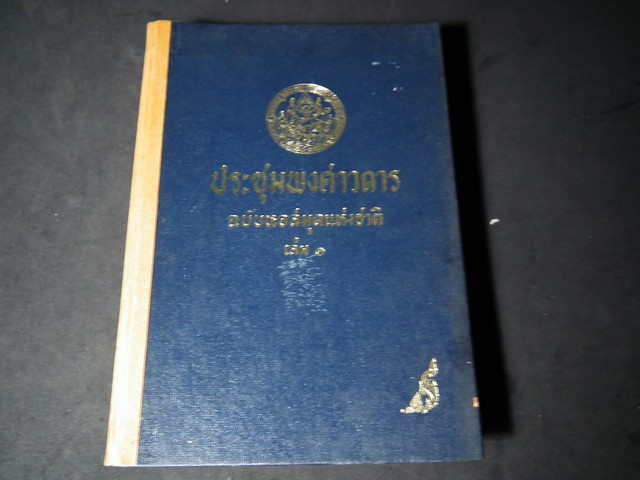 ประชุมพงศาวดาร
ฉบับหอสมุดแห่งชาติ
เล่ม ๑